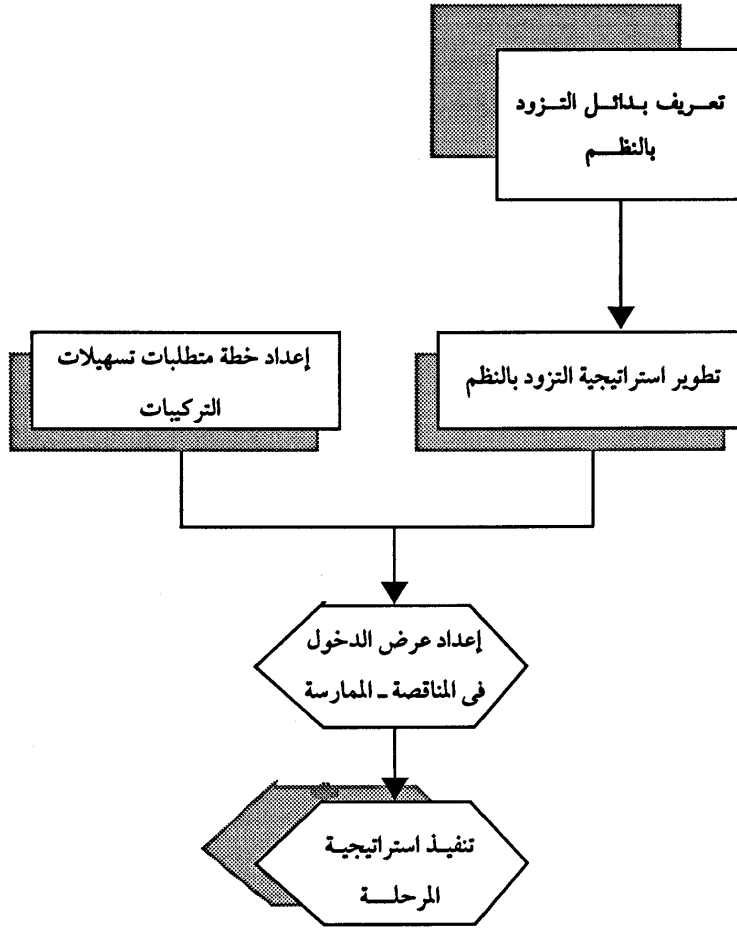 تعريف بدائل التزود
بالنظم
تطوير استراتيجية التزود بالنظم
إعداد خطة متطلبات تسهيلات
التركيبات
إعداد عرض الدخول
فى المناقصة - الممارسة
تنفيذ استراتيجية
المرحلة